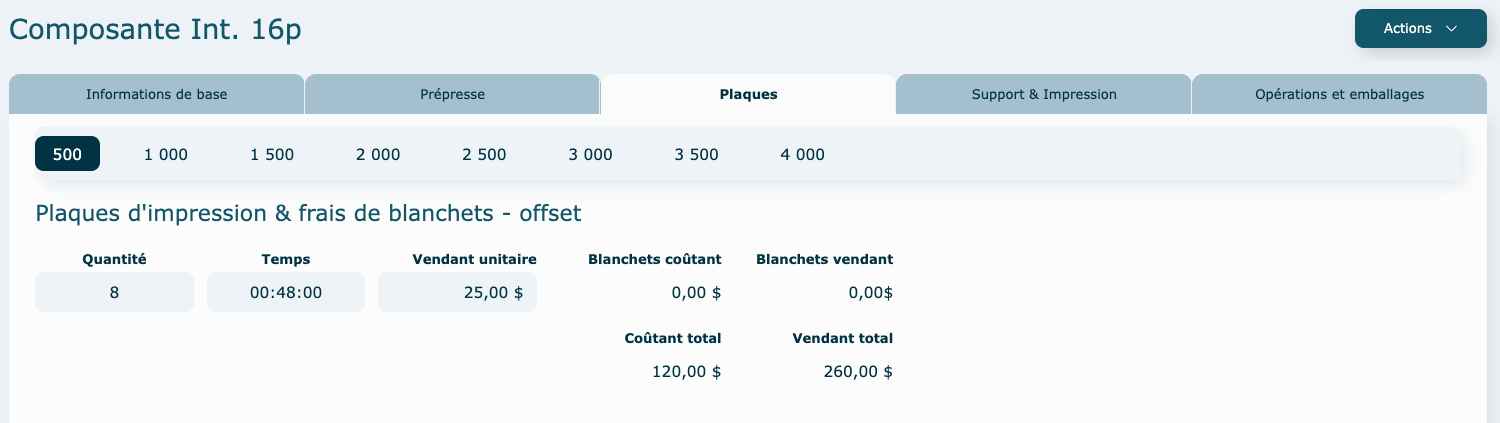 Composante Int. 16p
Actions
Informations de base Prépresse Plaques Support & Impression Opérations et emballages
500 1 000 1 500 2 000 2 500 3 000 3 500 4 000
Plaques d'impression & frais de blanchets - offset
Quantité Temps Vendant unitaire Blanchets coûtant Blanchets vendant
8 00:48:00 25,00 $ 0,00 $ 0,00$
Coûtant total Vendant total
120,00 $ 260,00 $